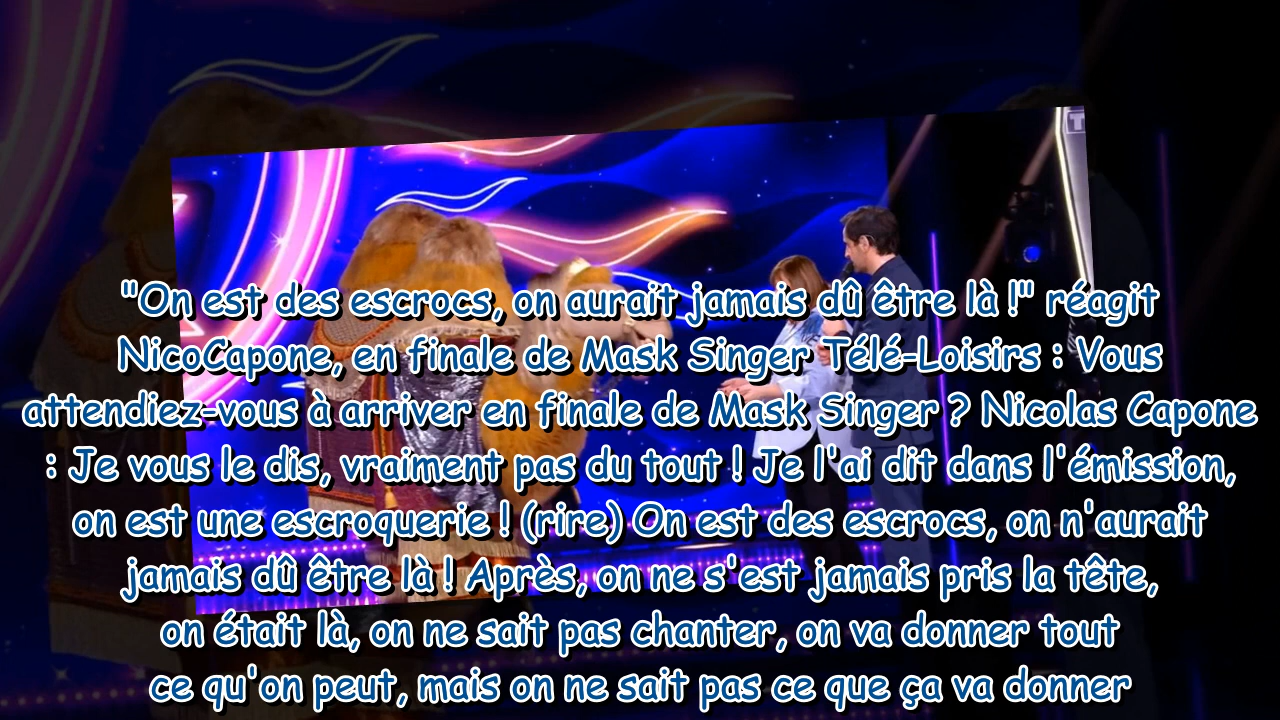 "On est des escrocs, on aurait jamais dû être là !" réagit
NicoCapone, en finale de Mask Singer Télé-Loisirs : Vous
attendiez-vous à arriver en finale de Mask Singer ? Nicolas Capone
: Je vous le dis, vraiment pas du tout ! Je l'ai dit dans l'émission,
on est une escroquerie ! (rire) On est des escrocs, on n'aurait
jamais dû être là ! Après, on ne s'est jamais pris la tête,
on était là, on ne sait pas chanter, on va donner tout
ce qu'on peut, mais on ne sait pas ce que ça va donner